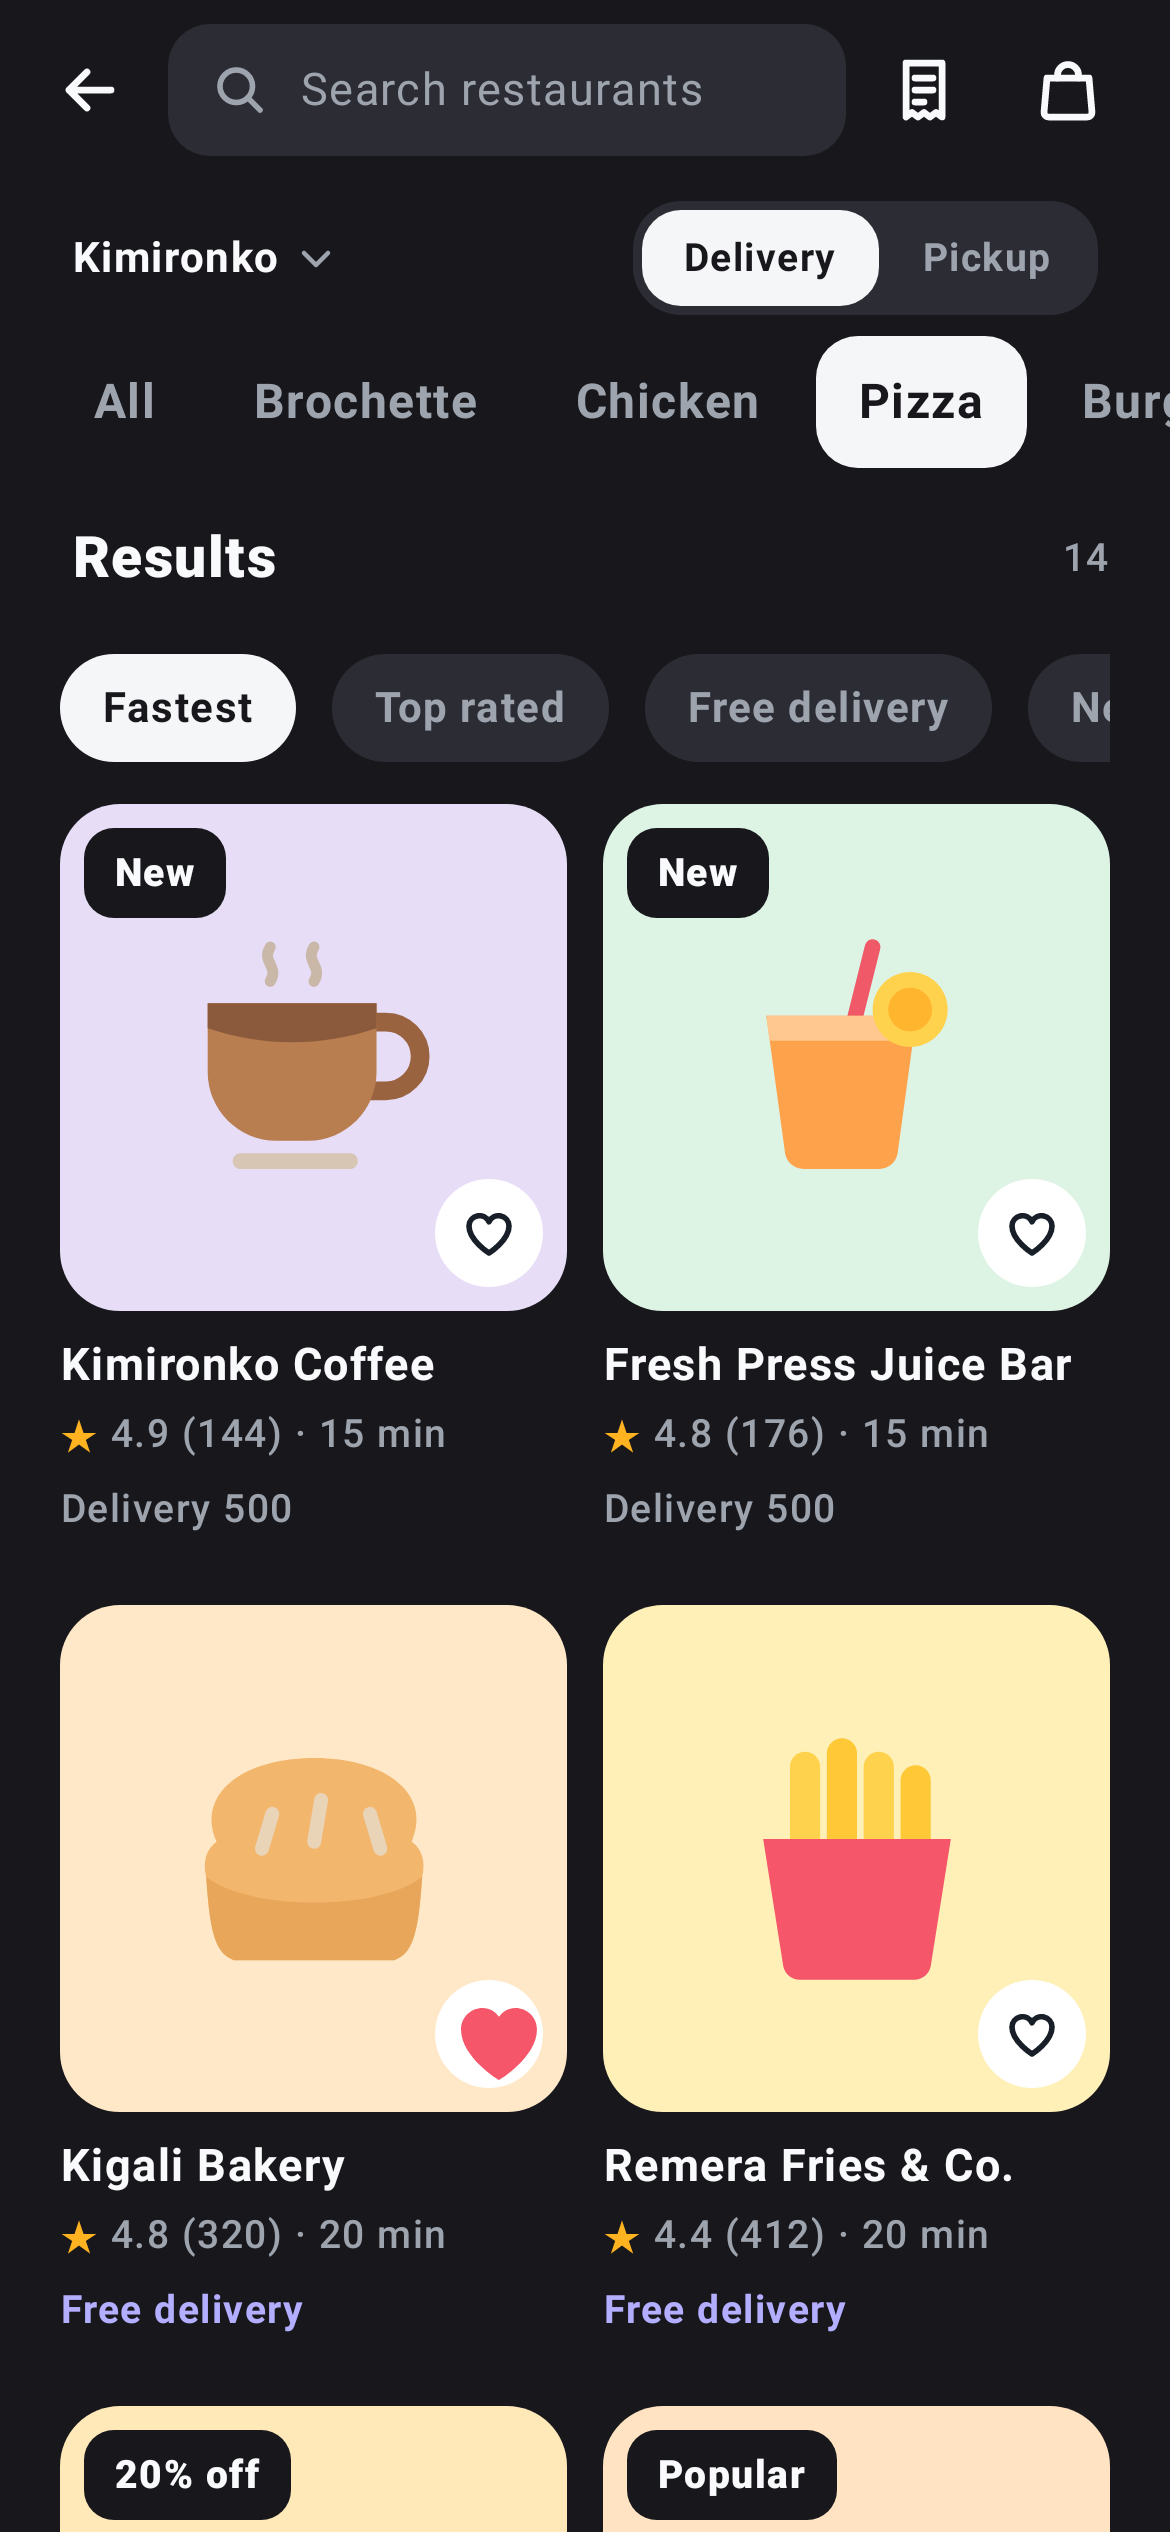 Search restaurants
Kimironko
Delivery Pickup
All Brochette Chicken Pizza Burg
Results 14
Fastest Top rated Free delivery
New New
Kimironko Coffee
★ 4.9 (144) · 15 min
Delivery 500
Fresh Press Juice Bar
★ 4.8 (176) · 15 min
Delivery 500
Kigali Bakery
★ 4.8 (320) · 20 min
Free delivery
Remera Fries & Co.
★ 4.4 (412) · 20 min
Free delivery
20% off Popular